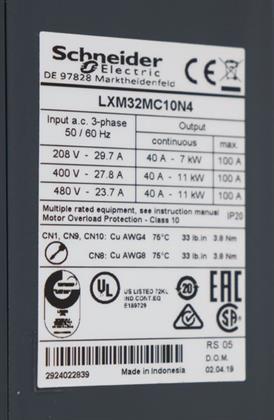 Schneider
Electric
DE 97828 Marktheidenfeld
CE
LXM32MC10N4
Input a.c. 3-phase
50 / 60 Hz
Output
continuous
max.
208 V - 29.7 A
40 A - 7 kW
100 A
400 V - 27.8 A
40 A - 11 kW
100 A
480 V - 23.7 A
40 A - 11 kW
100 A
Multiple rated equipment, see instruction manual
Motor Overload Protection - Class 10
IP20
CN1, CN9, CN10: Cu AWG4 75°C 33 lb.in 3.8 Nm
CN8: Cu AWG8 75°C 33 lb.in 3.8 Nm
UL
US LISTED 72KL
IND.CONT.EQ
E189729
20
EAC
RS 05
D.O.M.
2924022839
Made in Indonesia
02.04.19